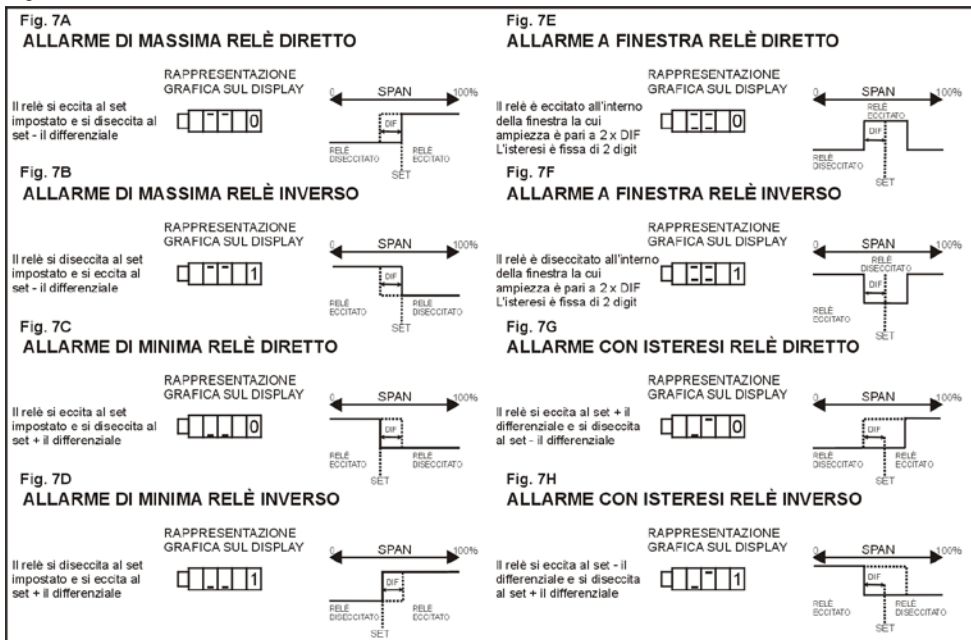 Fig. 7A
ALLARME DI MASSIMA RELÈ DIRETTO
RAPPRESENTAZIONE
GRAFICA SUL DISPLAY
Il relè si eccita al set
impostato e si diseccita al
set - il differenziale
0
0 SPAN 100%
DIF
RELÈ
DISECCITATO
RELÈ
ECCITATO
SET
Fig. 7B
ALLARME DI MASSIMA RELÈ INVERSO
RAPPRESENTAZIONE
GRAFICA SUL DISPLAY
Il relè si diseccita al set
impostato e si eccita al
set - il differenziale
1
0 SPAN 100%
DIF
RELÈ
ECCITATO
RELÈ
DISECCITATO
SET
Fig. 7C
ALLARME DI MINIMA RELÈ DIRETTO
RAPPRESENTAZIONE
GRAFICA SUL DISPLAY
Il relè si eccita al set
impostato e si diseccita al
set + il differenziale
0
0 SPAN 100%
DIF
RELÈ
ECCITATO
RELÈ
DISECCITATO
SET
Fig. 7D
ALLARME DI MINIMA RELÈ INVERSO
RAPPRESENTAZIONE
GRAFICA SUL DISPLAY
Il relè si diseccita al set
impostato e si eccita al
set + il differenziale
1
0 SPAN 100%
DIF
RELÈ
DISECCITATO
RELÈ
ECCITATO
SET
Fig. 7E
ALLARME A FINESTRA RELÈ DIRETTO
RAPPRESENTAZIONE
GRAFICA SUL DISPLAY
Il relè è eccitato all'interno
della finestra la cui
ampiezza è pari a 2 x DIF
L'isteresi è fissa di 2 digit
0
0 SPAN 100%
RELÈ
ECCITATO
DIF
RELÈ
DISECCITATO
SET
Fig. 7F
ALLARME A FINESTRA RELÈ INVERSO
RAPPRESENTAZIONE
GRAFICA SUL DISPLAY
Il relè è diseccitato all'interno
della finestra la cui
ampiezza è pari a 2 x DIF
L'isteresi è fissa di 2 digit
1
0 SPAN 100%
RELÈ
DISECCITATO
DIF
RELÈ
ECCITATO
SET
Fig. 7G
ALLARME CON ISTERESI RELÈ DIRETTO
RAPPRESENTAZIONE
GRAFICA SUL DISPLAY
Il relè si eccita al set + il
differenziale e si diseccita
al set - il differenziale
0
0 SPAN 100%
DIF
RELÈ
DISECCITATO
RELÈ
ECCITATO
SET
Fig. 7H
ALLARME CON ISTERESI RELÈ INVERSO
RAPPRESENTAZIONE
GRAFICA SUL DISPLAY
Il relè si eccita al set - il
differenziale e si diseccita
al set + il differenziale
1
0 SPAN 100%
DIF
RELÈ
ECCITATO
RELÈ
DISECCITATO
SET